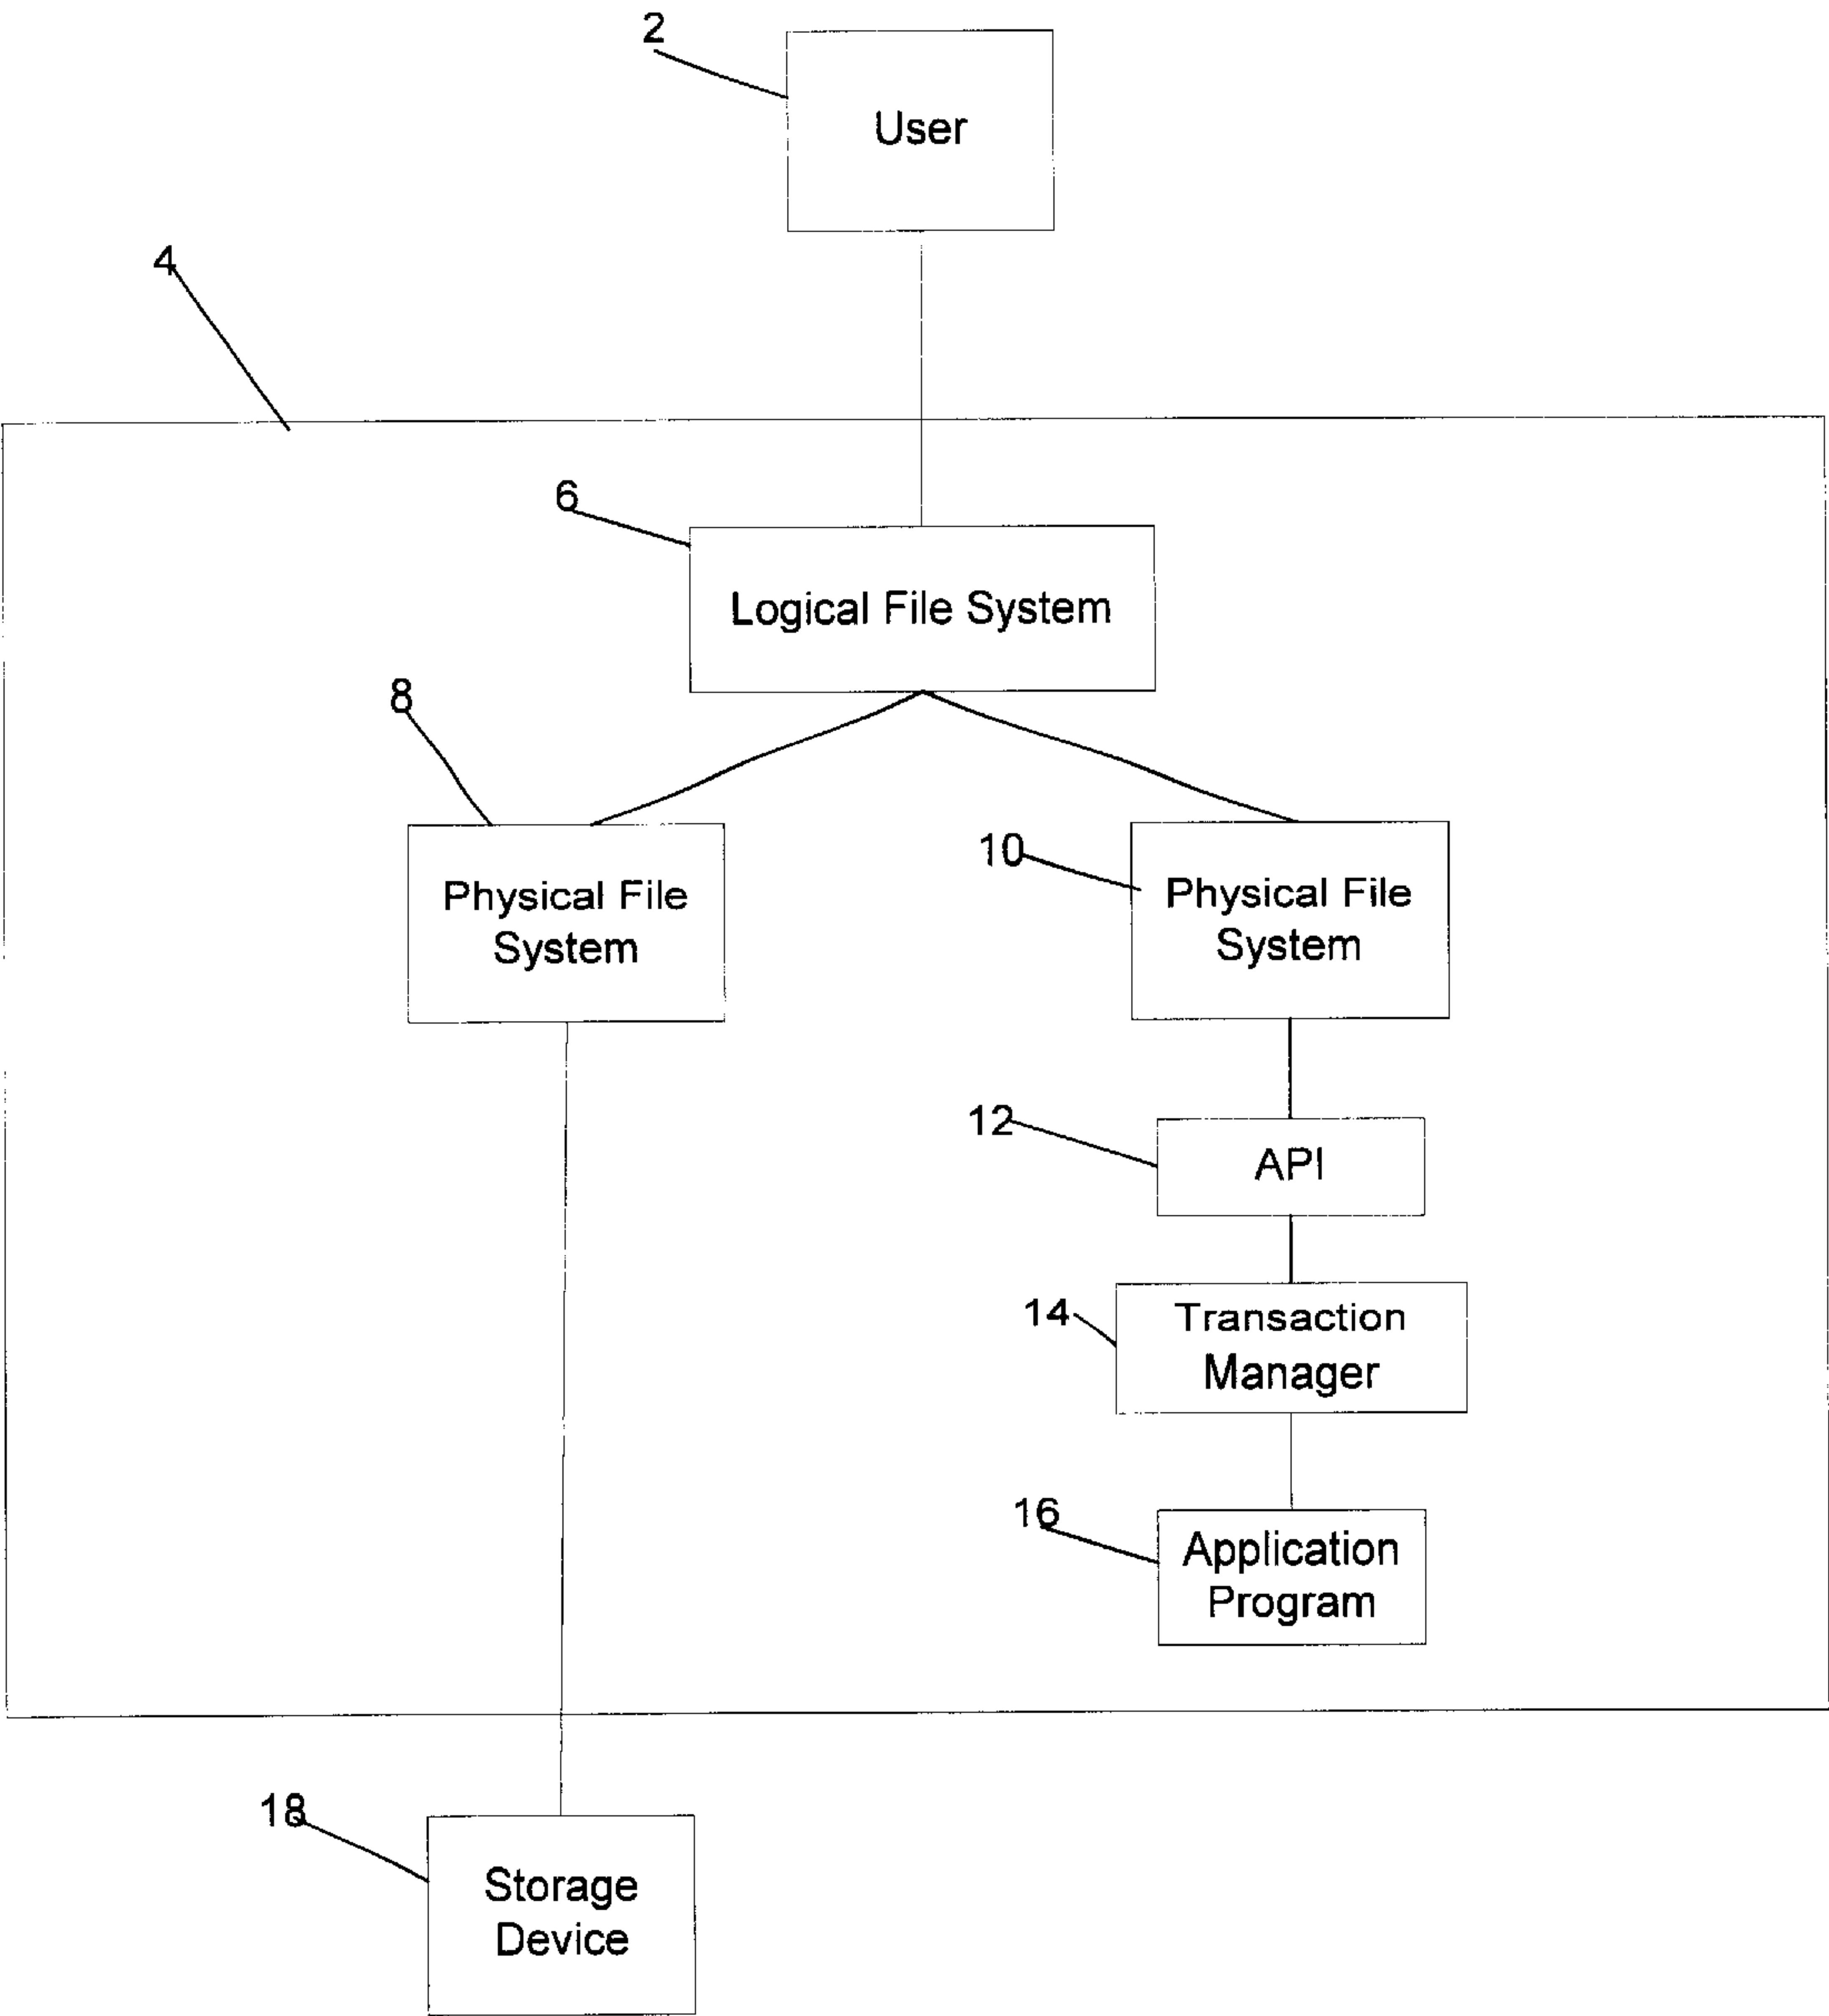 2
User
4
6
Logical File System
8
Physical File
System
10
Physical File
System
12
API
14
Transaction
Manager
16
Application
Program
18
Storage
Device